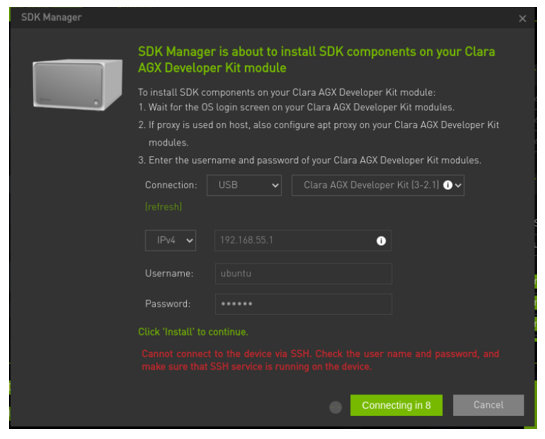 SDK Manager
SDK Manager is about to install SDK components on your Clara
AGX Developer Kit module
To install SDK components on your Clara AGX Developer Kit module:
1. Wait for the OS login screen on your Clara AGX Developer Kit modules.
2. If proxy is used on host, also configure apt proxy on your Clara AGX Developer Kit
modules.
3. Enter the username and password of your Clara AGX Developer Kit modules.
Connection: USB Clara AGX Developer Kit (3-2.1)
(refresh)
IPv4 192.168.55.1
Username: ubuntu
Password: ••••••
Click 'Install' to continue.
Cannot connect to the device via SSH. Check the user name and password, and
make sure that SSH service is running on the device.
Connecting in 8 Cancel